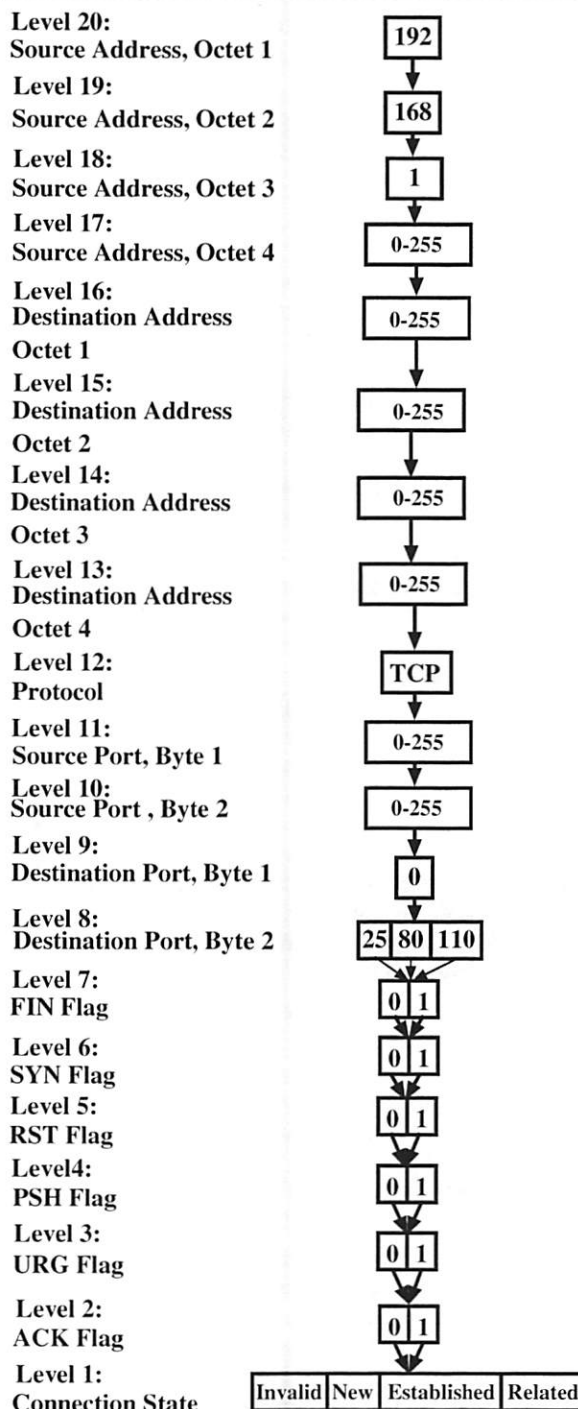 Level 20:
Source Address, Octet 1
192
Level 19:
Source Address, Octet 2
168
Level 18:
Source Address, Octet 3
1
Level 17:
Source Address, Octet 4
0-255
Level 16:
Destination Address
Octet 1
0-255
Level 15:
Destination Address
Octet 2
0-255
Level 14:
Destination Address
Octet 3
0-255
Level 13:
Destination Address
Octet 4
0-255
Level 12:
Protocol
TCP
Level 11:
Source Port, Byte 1
0-255
Level 10:
Source Port , Byte 2
0-255
Level 9:
Destination Port, Byte 1
0
Level 8:
Destination Port, Byte 2
25 80 110
Level 7:
FIN Flag
0 1
Level 6:
SYN Flag
0 1
Level 5:
RST Flag
0 1
Level4:
PSH Flag
0 1
Level 3:
URG Flag
0 1
Level 2:
ACK Flag
0 1
Level 1:
Connection State
Invalid New Established Related